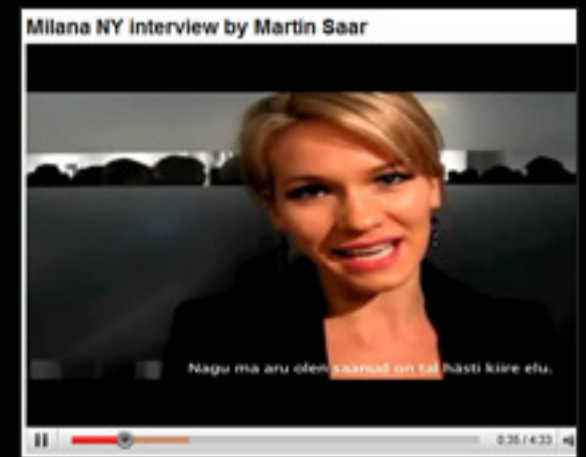 Milana NY interview by Martin Saar
Nagu ma aru olen saanud on tal hästi kiire elu.
0:35 / 4:33